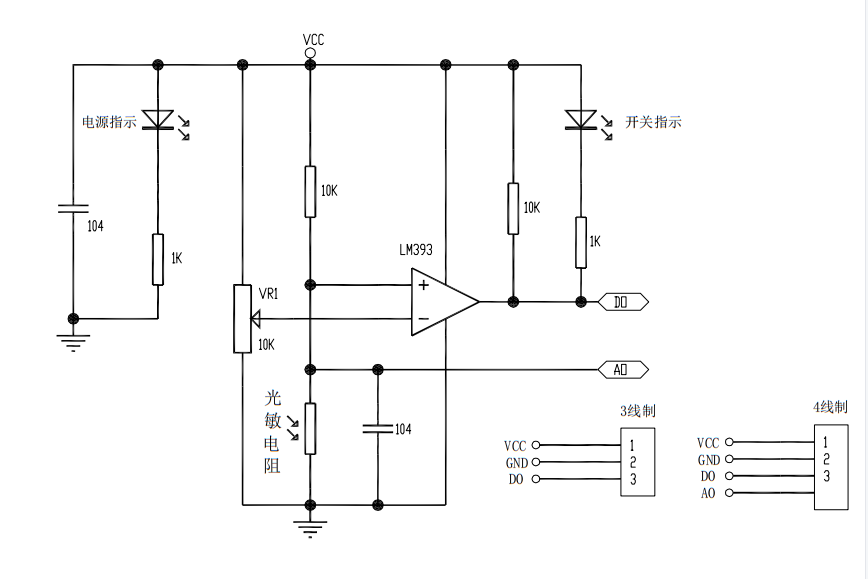 VCC
电源指示
开关指示
10K
10K
104
1K
1K
LM393
VR1
+
−
DO
10K
AO
光敏电阻
104
3线制
VCC 1
GND 2
DO 3
4线制
VCC 1
GND 2
DO 3
AO